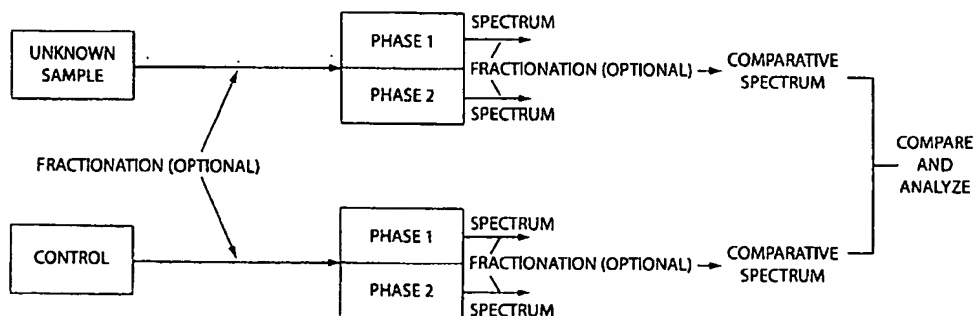 UNKNOWN
SAMPLE
PHASE 1
PHASE 2
SPECTRUM
FRACTIONATION (OPTIONAL)
SPECTRUM
COMPARATIVE
SPECTRUM
FRACTIONATION (OPTIONAL)
COMPARE
AND
ANALYZE
CONTROL
PHASE 1
PHASE 2
SPECTRUM
FRACTIONATION (OPTIONAL)
SPECTRUM
COMPARATIVE
SPECTRUM